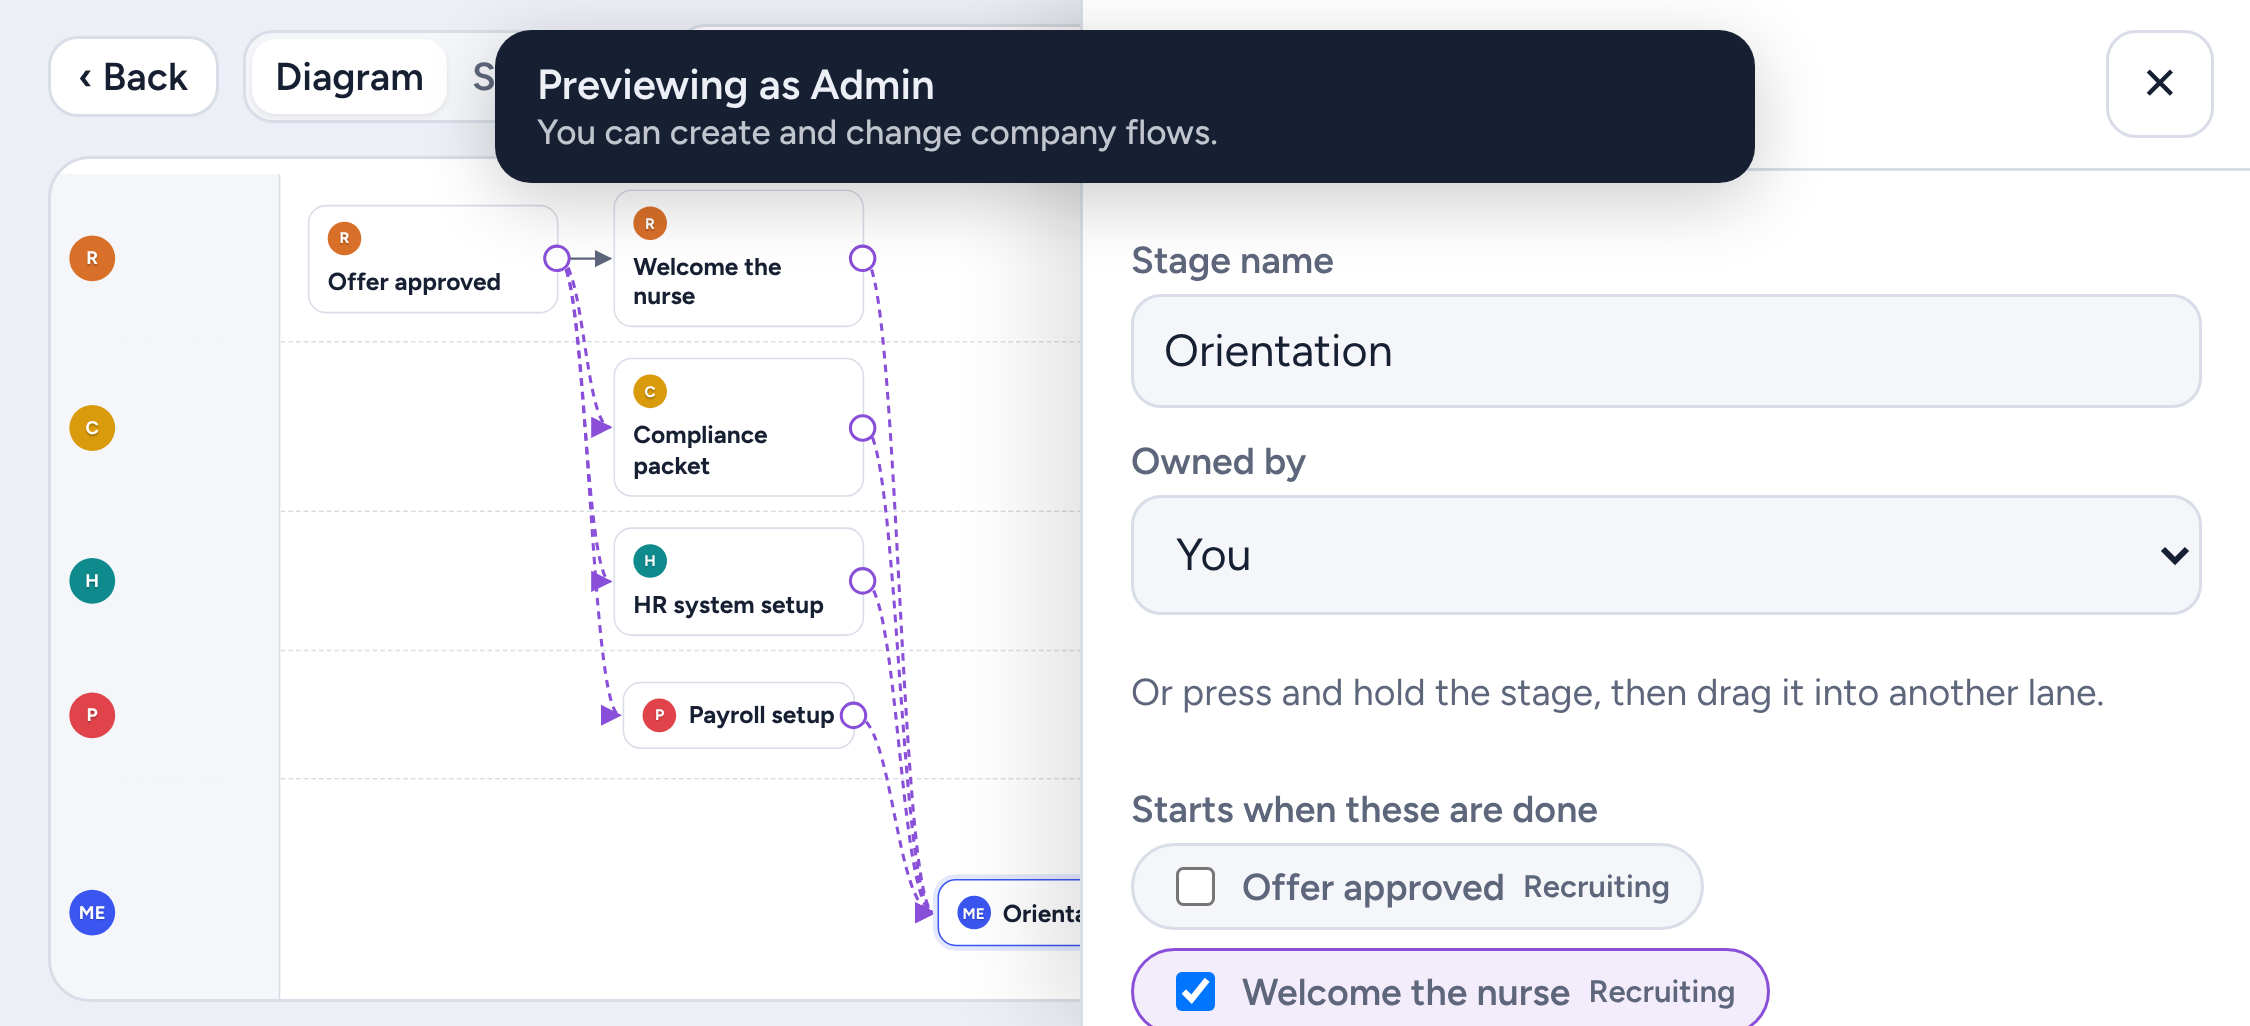 ‹ Back
Diagram
S
Previewing as Admin
You can create and change company flows.
×
R
R
Offer approved
R
Welcome the
nurse
C
C
Compliance
packet
H
H
HR system setup
P
P
Payroll setup
ME
ME
Orienta
Stage name
Orientation
Owned by
You
Or press and hold the stage, then drag it into another lane.
Starts when these are done
Offer approved Recruiting
Welcome the nurse Recruiting